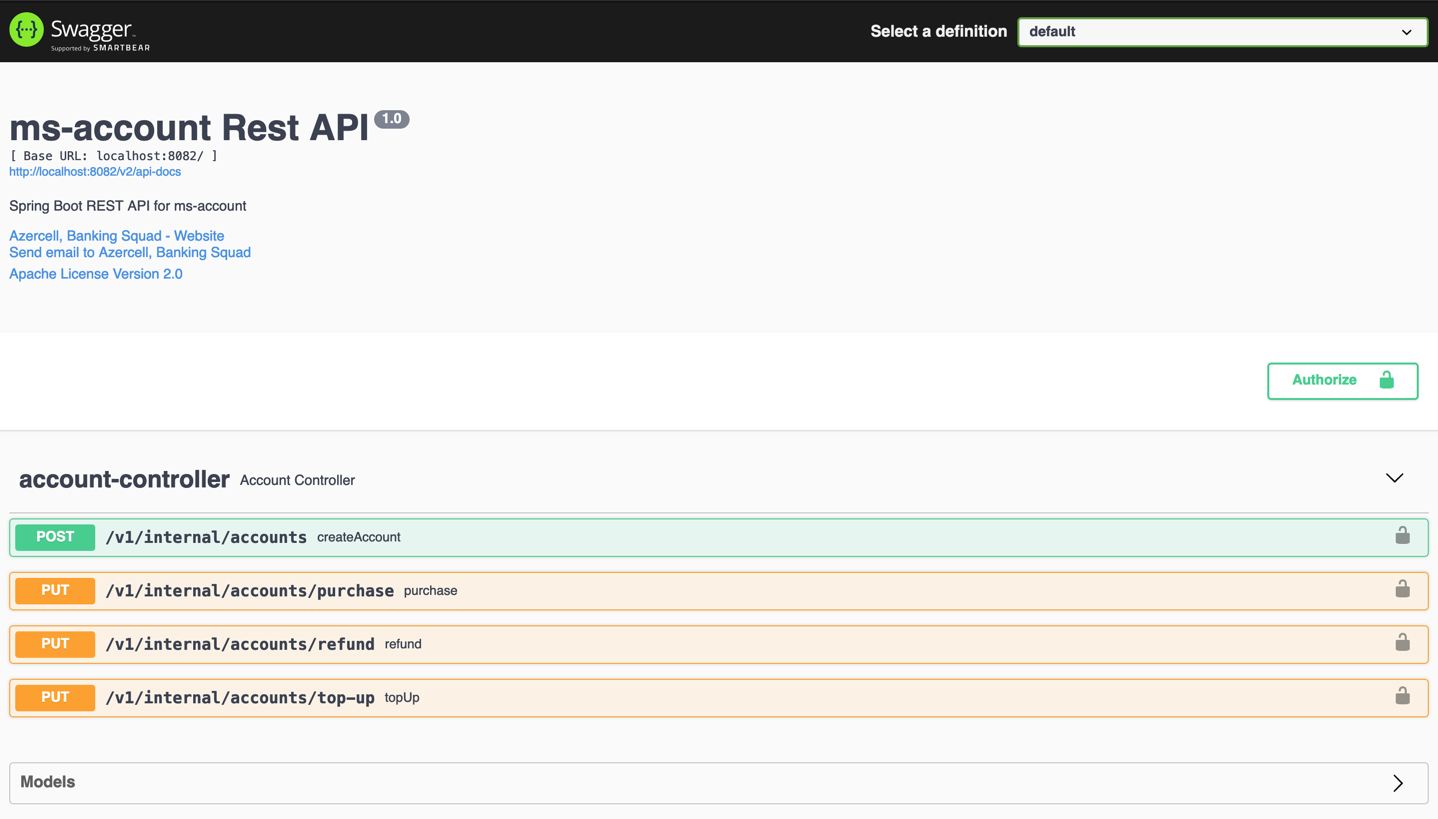 {··} Swagger™
Supported by SMARTBEAR
Select a definition
default
ms-account Rest API 1.0
[ Base URL: localhost:8082/ ]
http://localhost:8082/v2/api-docs
Spring Boot REST API for ms-account
Azercell, Banking Squad - Website
Send email to Azercell, Banking Squad
Apache License Version 2.0
Authorize
account-controller Account Controller
POST /v1/internal/accounts createAccount
PUT /v1/internal/accounts/purchase purchase
PUT /v1/internal/accounts/refund refund
PUT /v1/internal/accounts/top-up topUp
Models